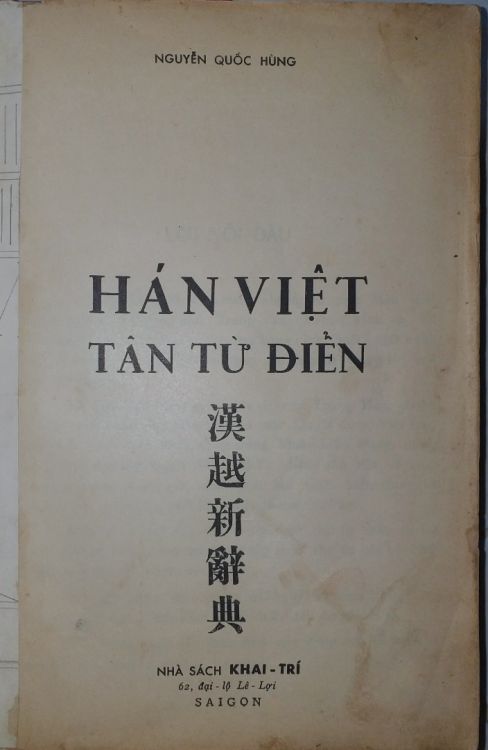 NGUYỄN QUỐC HÙNG
HÁN VIỆT
TÂN TỪ ĐIỂN
漢
越
新
辭
典
NHÀ SÁCH KHAI-TRÍ
62, đại-lộ Lê-Lợi
SAIGON